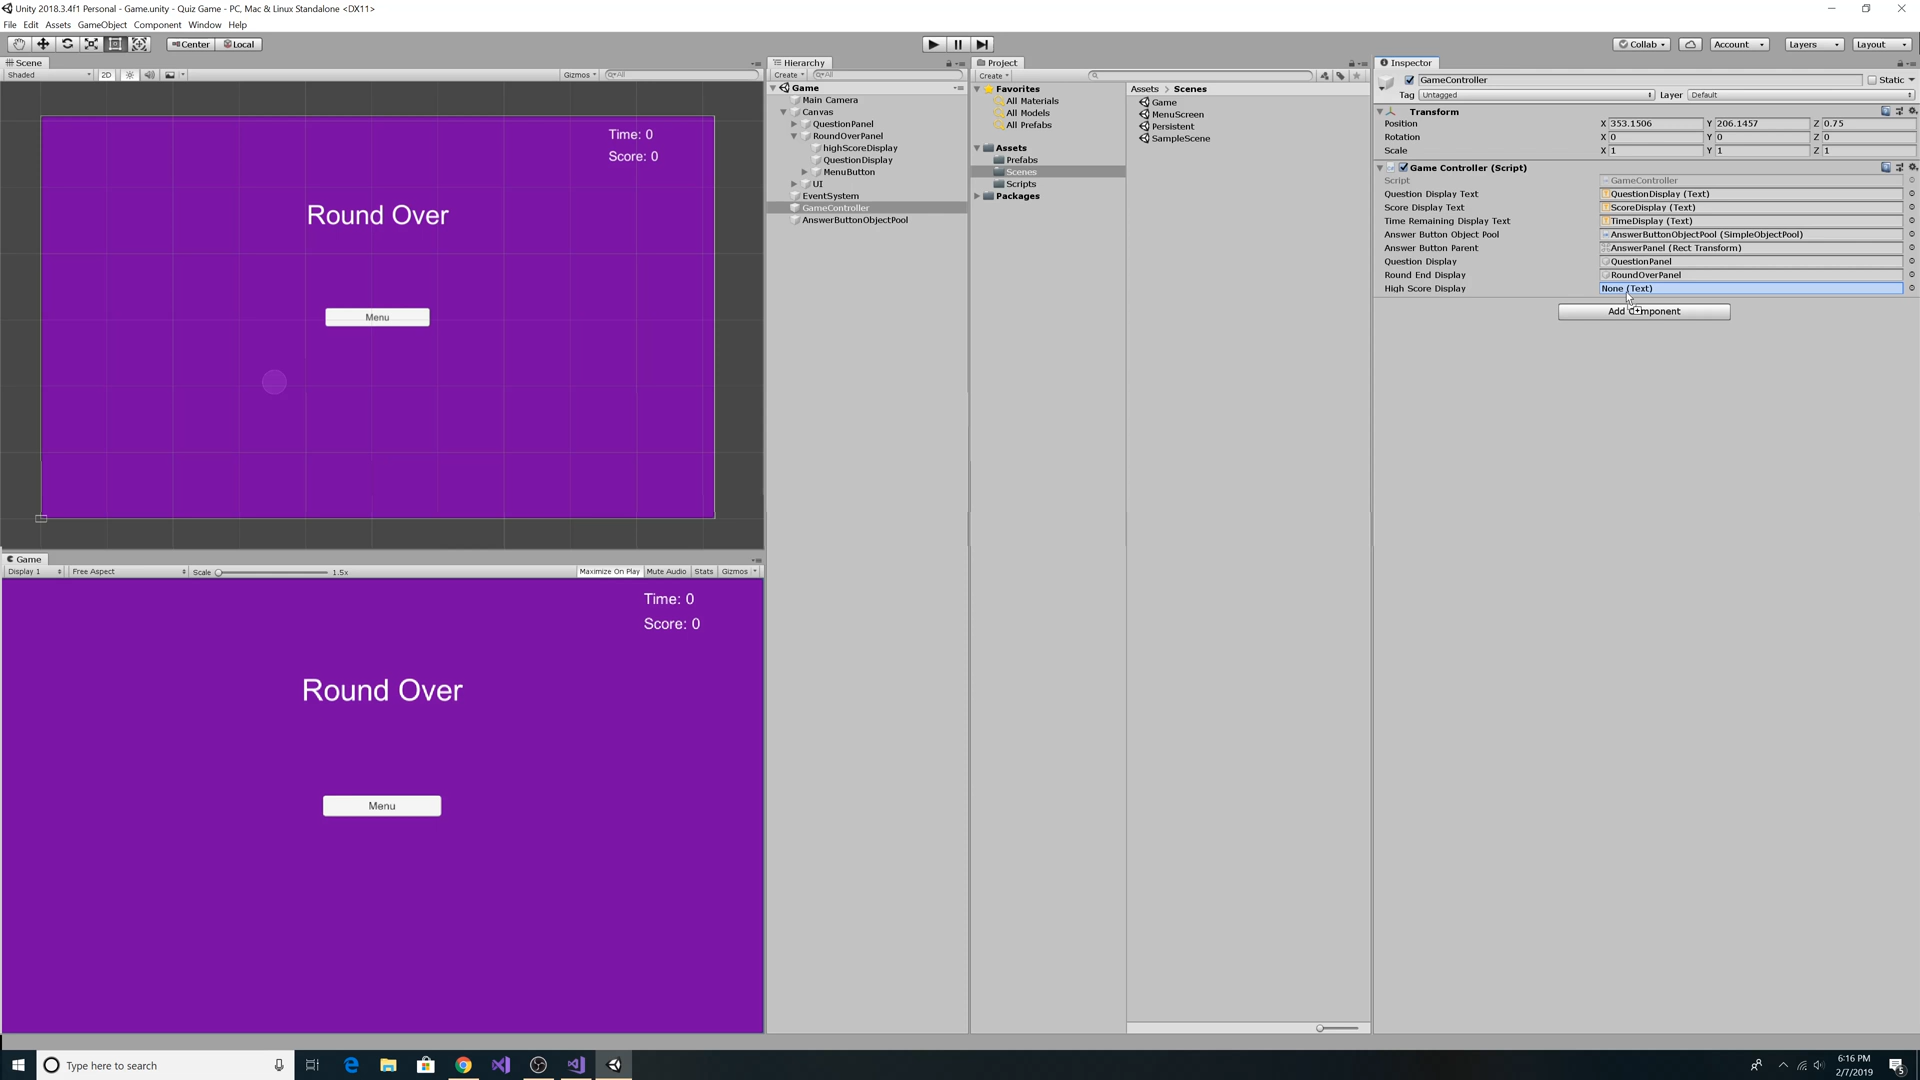 Unity 2018.3.4f1 Personal - Game.unity - Quiz Game - PC, Mac & Linux Standalone <DX11>
File Edit Assets GameObject Component Window Help
Center Local
Collab Account Layers Layout
Scene
Shaded 2D Gizmos All
Time: 0
Score: 0
Round Over
Menu
Game
Display 1 Free Aspect Scale 1.5x Maximize On Play Mute Audio Stats Gizmos
Time: 0
Score: 0
Round Over
Menu
Hierarchy
Create All
Game
Main Camera
Canvas
QuestionPanel
RoundOverPanel
highScoreDisplay
QuestionDisplay
MenuButton
UI
EventSystem
GameController
AnswerButtonObjectPool
Project
Create
Favorites
All Materials
All Models
All Prefabs
Assets
Prefabs
Scenes
Scripts
Packages
Assets > Scenes
Game
MenuScreen
Persistent
SampleScene
Inspector
GameController Static
Tag Untagged Layer Default
Transform
Position X 353.1506 Y 206.1457 Z 0.75
Rotation X 0 Y 0 Z 0
Scale X 1 Y 1 Z 1
Game Controller (Script)
Script GameController
Question Display Text QuestionDisplay (Text)
Score Display Text ScoreDisplay (Text)
Time Remaining Display Text TimeDisplay (Text)
Answer Button Object Pool AnswerButtonObjectPool (SimpleObjectPool)
Answer Button Parent AnswerPanel (Rect Transform)
Question Display QuestionPanel
Round End Display RoundOverPanel
High Score Display None (Text)
Add Component
Type here to search
6:16 PM
2/7/2019
5